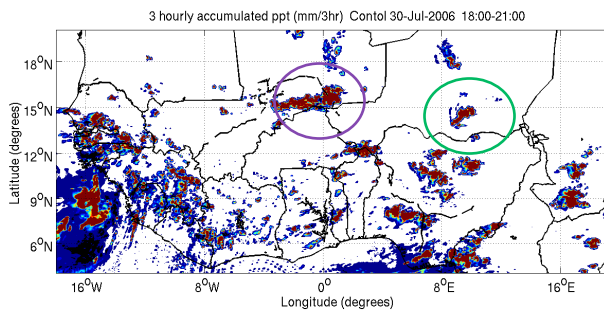 3 hourly accumulated ppt (mm/3hr) Contol 30-Jul-2006 18:00-21:00
Latitude (degrees)
18°N
15°N
12°N
9°N
6°N
16°W
8°W
0°
8°E
16°E
Longitude (degrees)